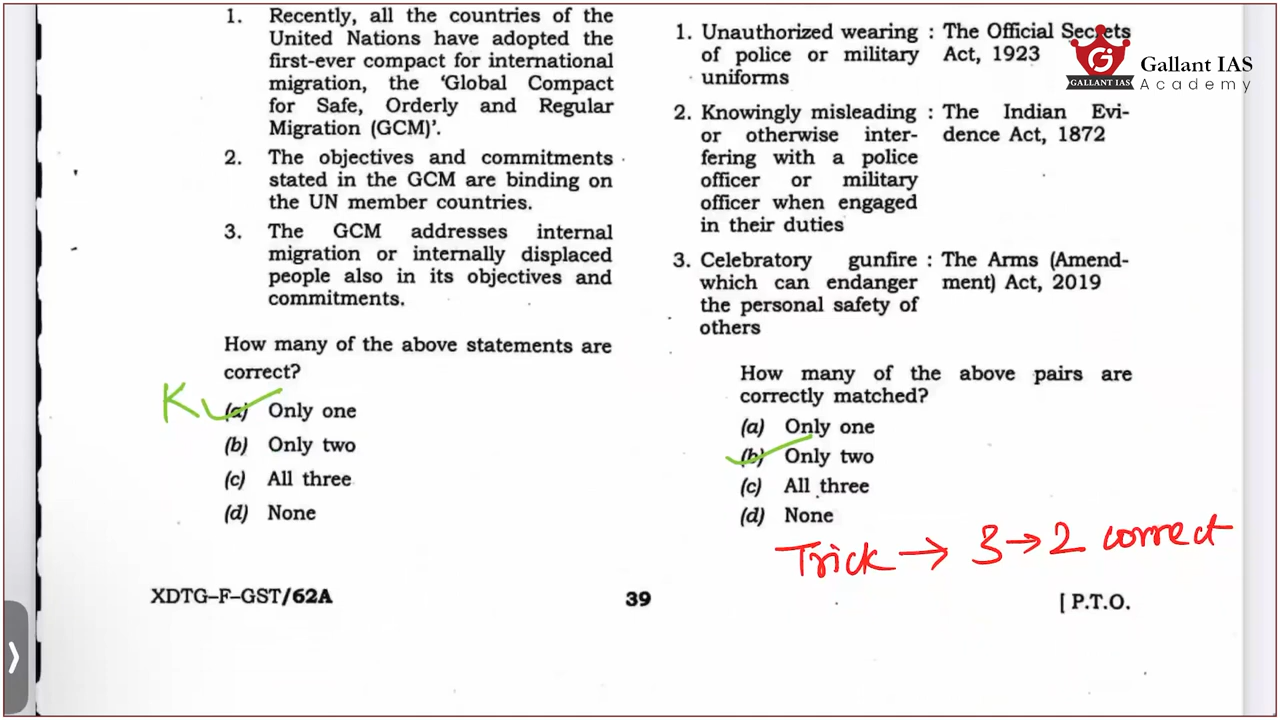 1. Recently, all the countries of the
United Nations have adopted the
first-ever compact for international
migration, the ‘Global Compact
for Safe, Orderly and Regular
Migration (GCM)’.
2. The objectives and commitments
stated in the GCM are binding on
the UN member countries.
3. The GCM addresses internal
migration or internally displaced
people also in its objectives and
commitments.
How many of the above statements are
correct?
K
(a) Only one
(b) Only two
(c) All three
(d) None
1. Unauthorized wearing : The Official Secrets
of police or military Act, 1923
uniforms
2. Knowingly misleading : The Indian Evi-
or otherwise inter- dence Act, 1872
fering with a police
officer or military
officer when engaged
in their duties
3. Celebratory gunfire : The Arms (Amend-
which can endanger ment) Act, 2019
the personal safety of
others
How many of the above pairs are
correctly matched?
(a) Only one
(b) Only two
(c) All three
(d) None
Trick → 3 → 2 correct
XDTG-F-GST/62A
39
[ P.T.O.
Gi
GALLANT IAS
Gallant IAS
Academy